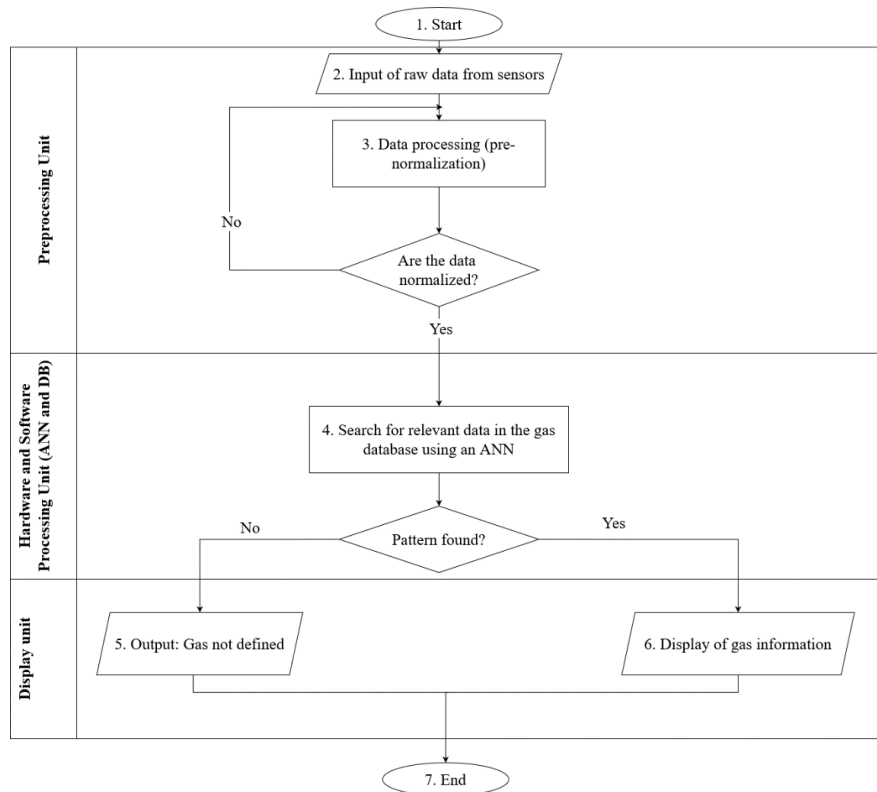 1. Start
Preprocessing Unit
2. Input of raw data from sensors
3. Data processing (pre-
normalization)
No
Are the data
normalized?
Yes
Hardware and Software
Processing Unit (ANN and DB)
4. Search for relevant data in the gas
database using an ANN
No
Pattern found?
Yes
Display unit
5. Output: Gas not defined
6. Display of gas information
7. End